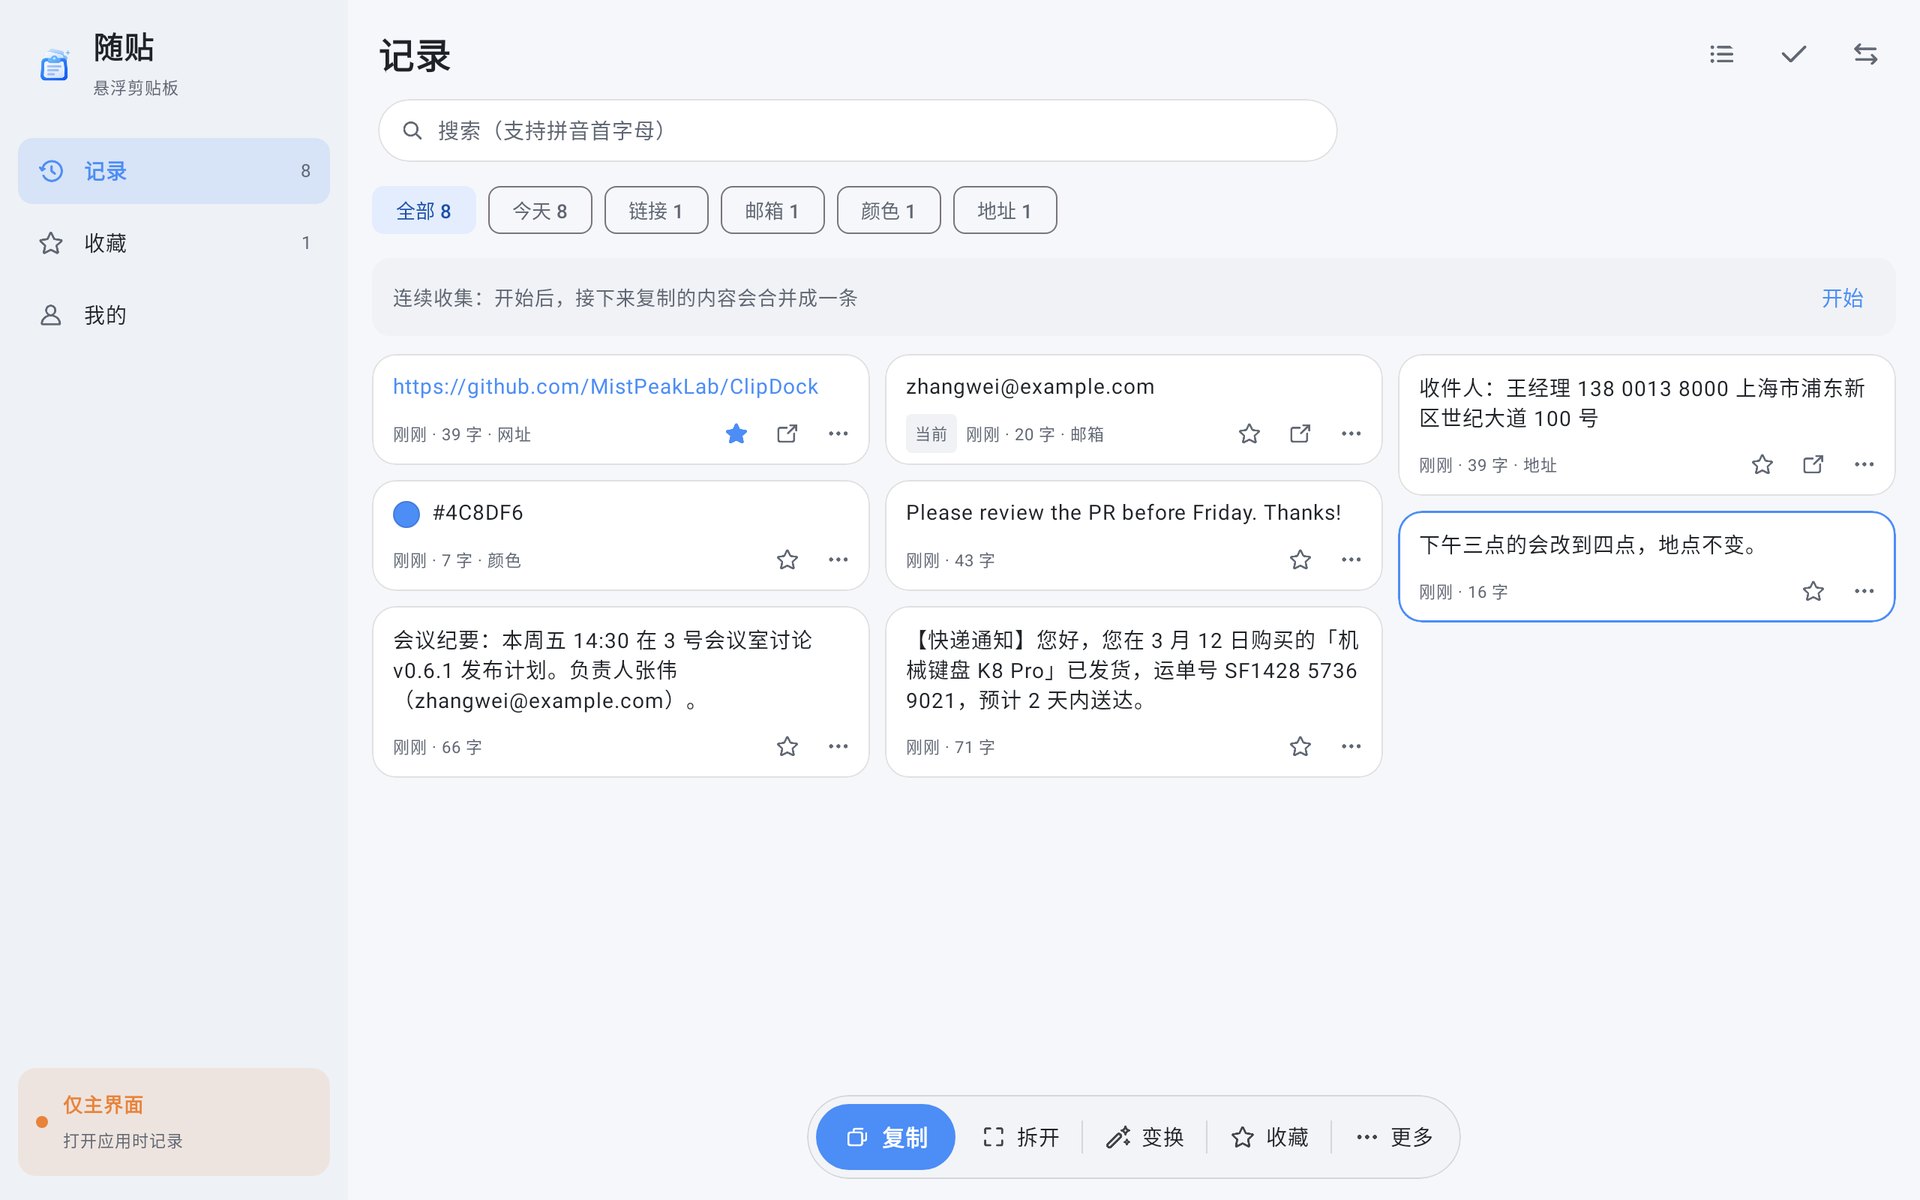 随贴
悬浮剪贴板
记录 8
收藏 1
我的
仅主界面
打开应用时记录
记录
搜索（支持拼音首字母）
全部 8
今天 8
链接 1
邮箱 1
颜色 1
地址 1
连续收集：开始后，接下来复制的内容会合并成一条
开始
https://github.com/MistPeakLab/ClipDock
刚刚 · 39 字 · 网址
zhangwei@example.com
当前 刚刚 · 20 字 · 邮箱
收件人：王经理 138 0013 8000 上海市浦东新
区世纪大道 100 号
刚刚 · 39 字 · 地址
#4C8DF6
刚刚 · 7 字 · 颜色
Please review the PR before Friday. Thanks!
刚刚 · 43 字
下午三点的会改到四点，地点不变。
刚刚 · 16 字
会议纪要：本周五 14:30 在 3 号会议室讨论
v0.6.1 发布计划。负责人张伟
（zhangwei@example.com）。
刚刚 · 66 字
【快递通知】您好，您在 3 月 12 日购买的「机
械键盘 K8 Pro」已发货，运单号 SF1428 5736
9021，预计 2 天内送达。
刚刚 · 71 字
复制
拆开
变换
收藏
更多